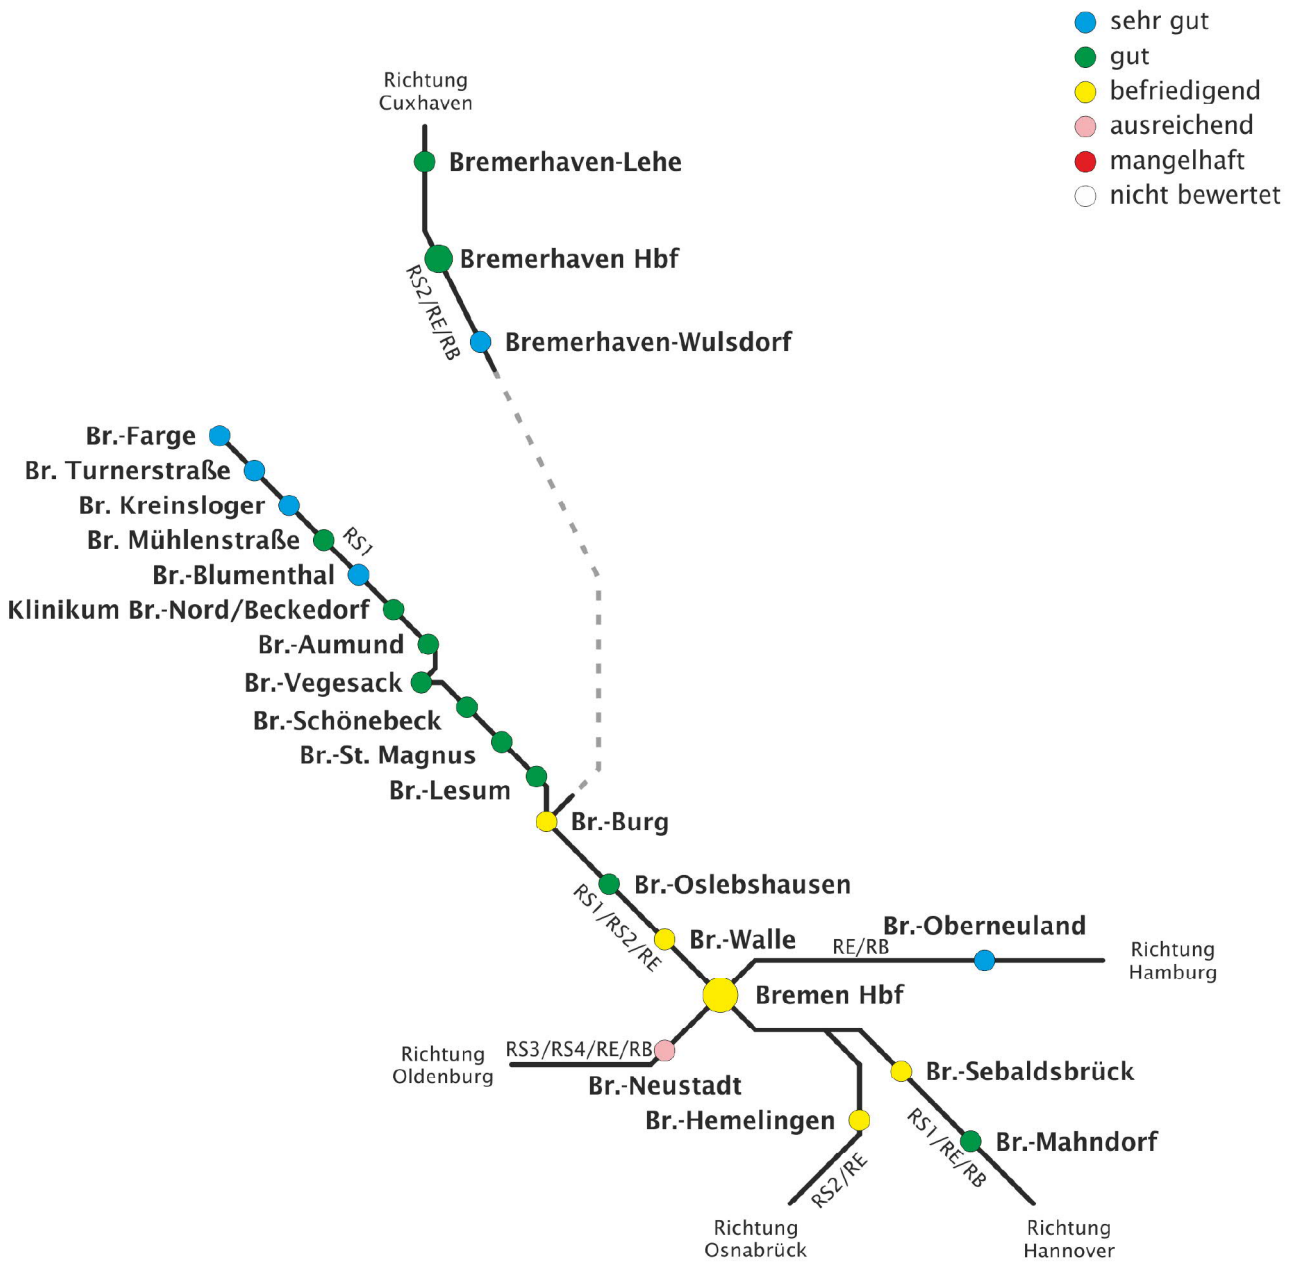 sehr gut
gut
befriedigend
ausreichend
mangelhaft
nicht bewertet
Richtung
Cuxhaven
Bremerhaven-Lehe
Bremerhaven Hbf
RS2/RE/RB
Bremerhaven-Wulsdorf
Br.-Farge
Br. Turnerstraße
Br. Kreinsloger
Br. Mühlenstraße
RS1
Br.-Blumenthal
Klinikum Br.-Nord/Beckedorf
Br.-Aumund
Br.-Vegesack
Br.-Schönebeck
Br.-St. Magnus
Br.-Lesum
Br.-Burg
Br.-Oslebshausen
RS1/RS2/RE
Br.-Walle
Br.-Oberneuland
RE/RB
Richtung
Hamburg
Bremen Hbf
RS3/RS4/RE/RB
Richtung
Oldenburg
Br.-Neustadt
Br.-Sebaldsbrück
Br.-Hemelingen
RS1/RE/RB
Br.-Mahndorf
RS2/RE
Richtung
Osnabrück
Richtung
Hannover